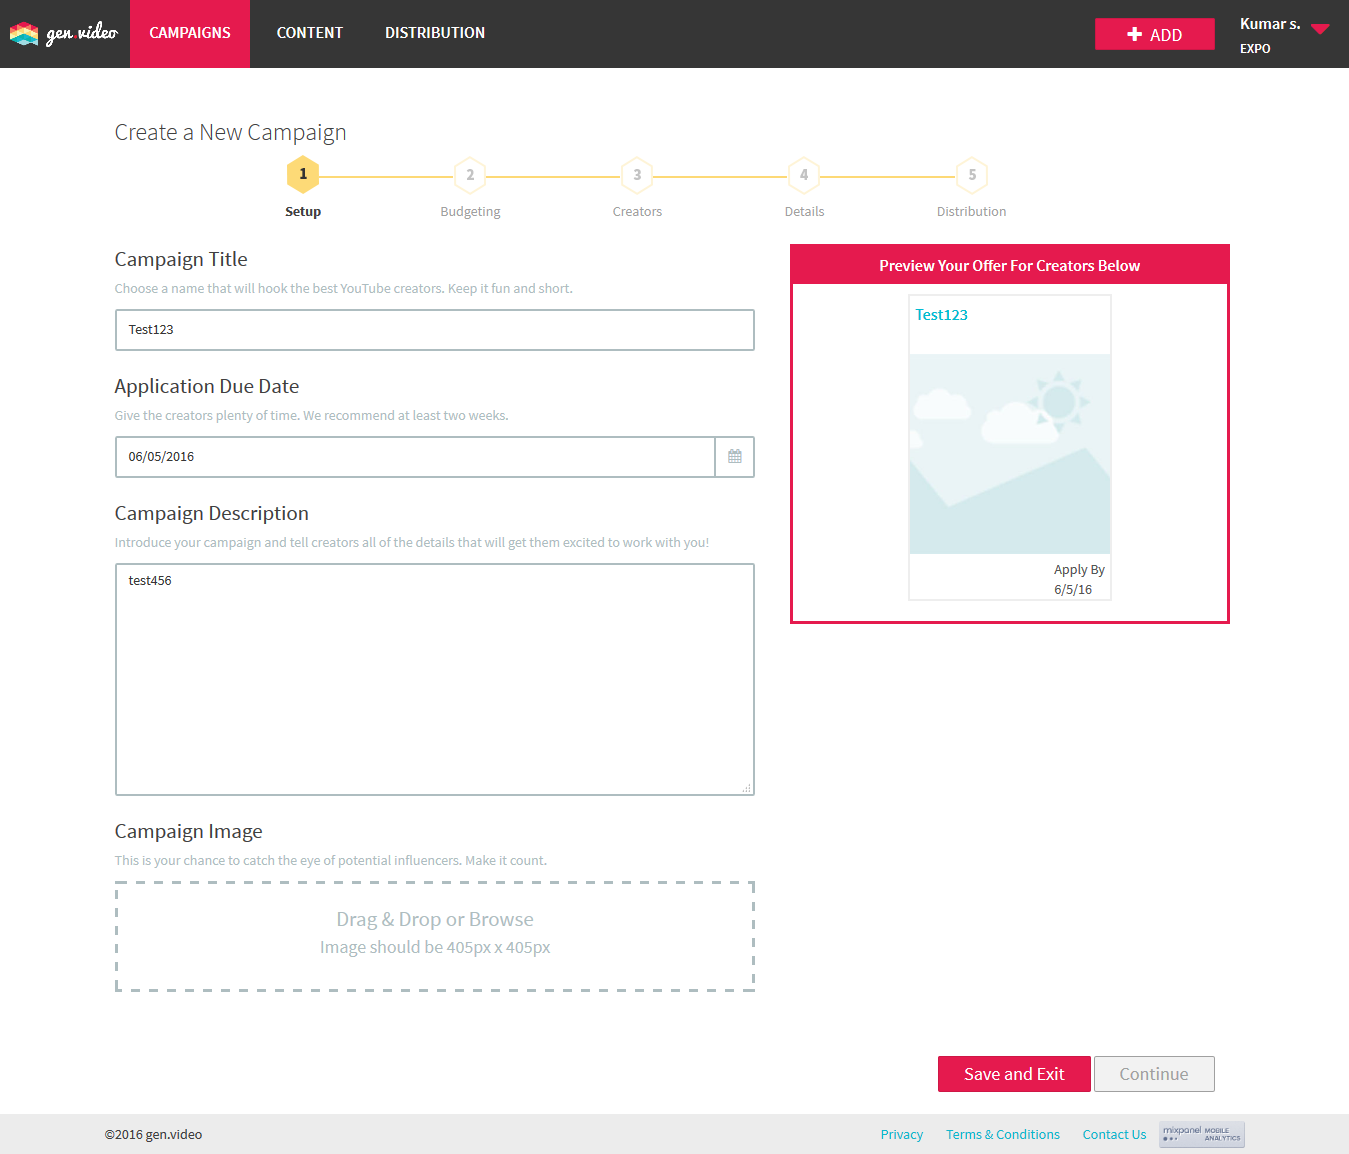 gen.video
CAMPAIGNS
CONTENT
DISTRIBUTION
ADD
Kumar s.
EXPO
Create a New Campaign
1
2
3
4
5
Setup
Budgeting
Creators
Details
Distribution
Campaign Title
Choose a name that will hook the best YouTube creators. Keep it fun and short.
Test123
Application Due Date
Give the creators plenty of time. We recommend at least two weeks.
06/05/2016
Campaign Description
Introduce your campaign and tell creators all of the details that will get them excited to work with you!
test456
Campaign Image
This is your chance to catch the eye of potential influencers. Make it count.
Drag & Drop or Browse
Image should be 405px x 405px
Preview Your Offer For Creators Below
Test123
Apply By
6/5/16
Save and Exit
Continue
©2016 gen.video
Privacy
Terms & Conditions
Contact Us
mixpanel MOBILE
ANALYTICS